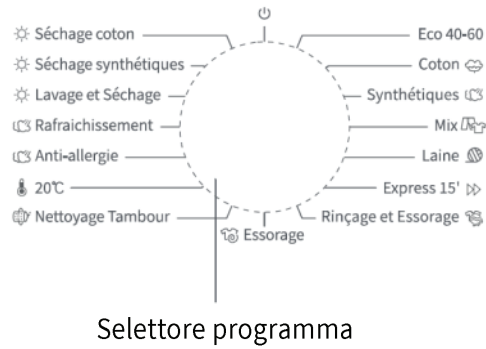 Séchage coton
Eco 40-60
Séchage synthétiques
Coton
Lavage et Séchage
Synthétiques
Rafraichissement
Mix
Anti-allergie
Laine
20℃
Express 15'
Nettoyage Tambour
Rinçage et Essorage
Essorage
Selettore programma